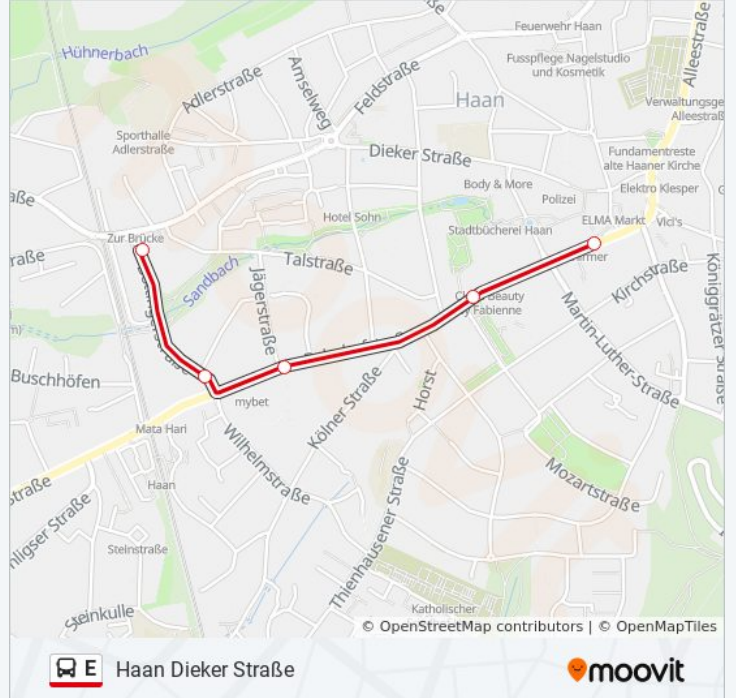 Alleestraße
Feuerwehr Haan
Hühnerbach
Fusspflege Nagelstudio
und Kosmetik
Adlerstraße
Amselweg
Feldstraße
Haan
Verwaltungsge
Alleestraß
Sporthalle
Adlerstraße
Dieker Straße
Fundamentreste
alte Haaner Kirche
Body & More
Elektro Klesper
Polizei
aße
Hotel Sohn
ELMA Markt
Vici's
Stadtbücherei Haan
Zur Brücke
raße
Talstraße
Sandbach
Jägerstraße
Kirchstraße
Königgrätzer Straße
Beauty
y Fabienne
Martin-Luther-Straße
Buschhöfen
mybet
Kölner Straße
Horst
Mata Hari
Wilhelmstraße
Haan
straße
Mozartstraße
nligser Straße
Steinstraße
Thienhausener Straße
Steinkulle
Katholischer
© OpenStreetMap contributors | © OpenMapTiles
E Haan Dieker Straße
moovit